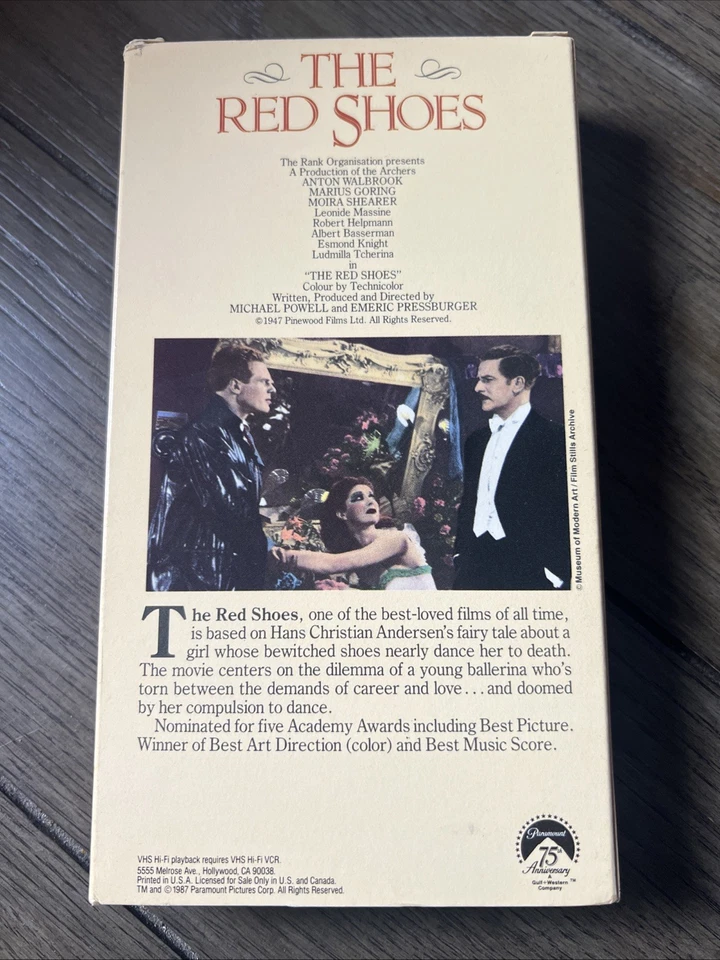 THE
RED SHOES
The Rank Organisation presents
A Production of the Archers
ANTON WALBROOK
MARIUS GORING
MOIRA SHEARER
Leonide Massine
Robert Helpmann
Albert Basserman
Esmond Knight
Ludmilla Tcherina
in
“THE RED SHOES”
Colour by Technicolor
Written, Produced and Directed by
MICHAEL POWELL and EMERIC PRESSBURGER
©1947 Pinewood Films Ltd. All Rights Reserved.
© Museum of Modern Art / Film Stills Archive
The Red Shoes, one of the best-loved films of all time,
is based on Hans Christian Andersen's fairy tale about a
girl whose bewitched shoes nearly dance her to death.
The movie centers on the dilemma of a young ballerina who's
torn between the demands of career and love...and doomed
by her compulsion to dance.
Nominated for five Academy Awards including Best Picture.
Winner of Best Art Direction (color) and Best Music Score.
VHS Hi-Fi playback requires VHS Hi-Fi VCR.
5555 Melrose Ave., Hollywood, CA 90038.
Printed in U.S.A. Licensed for Sale Only in U.S. and Canada.
TM and © 1987 Paramount Pictures Corp. All Rights Reserved.
Paramount
75th
Anniversary
A
Gulf+Western
Company
TM